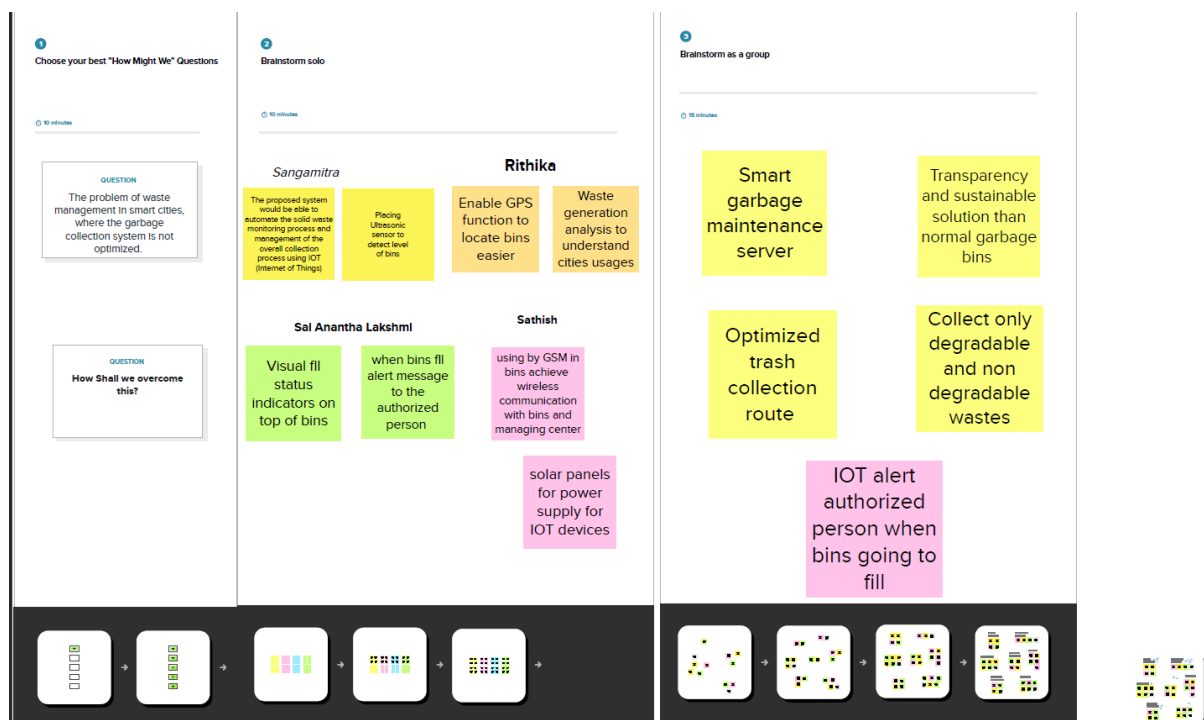 1
Choose your best "How Might We" Questions
10 minutes
QUESTION
The problem of waste
management in smart cities,
where the garbage
collection system is not
optimized.
QUESTION
How Shall we overcome
this?
2
Brainstorm solo
10 minutes
Sangamitra
The proposed system
would be able to
automate the solid waste
monitoring process and
management of the
overall collection
process using IOT
(Internet of Things)
Placing
Ultrasonic
sensor to
detect level
of bins
Rithika
Enable GPS
function to
locate bins
easier
Waste
generation
analysis to
understand
cities usages
Sai Anantha Lakshmi
Visual fll
status
indicators on
top of bins
when bins fll
alert message
to the
authorized
person
Sathish
using by GSM in
bins achieve
wireless
communication
with bins and
managing center
solar panels
for power
supply for
IOT devices
3
Brainstorm as a group
15 minutes
Smart
garbage
maintenance
server
Transparency
and sustainable
solution than
normal garbage
bins
Optimized
trash
collection
route
Collect only
degradable
and non
degradable
wastes
IOT alert
authorized
person when
bins going to
fill